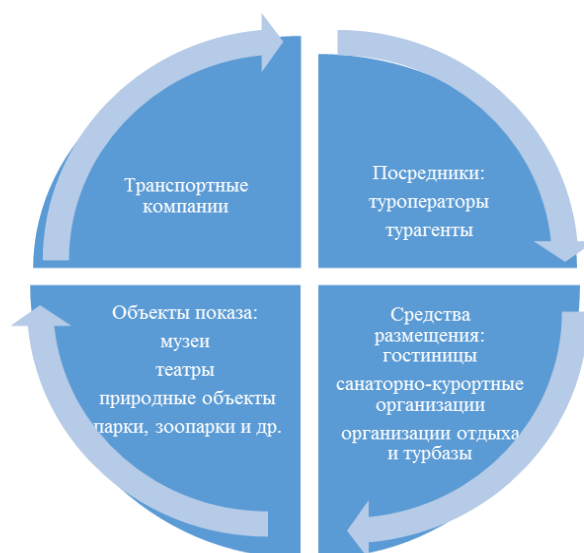 Транспортные
компании
Посредники:
туроператоры
турагенты
Объекты показа:
музеи
театры
природные объекты
парки, зоопарки и др.
Средства
размещения:
гостиницы
санаторно-курортные
организации
организации отдыха
и турбазы